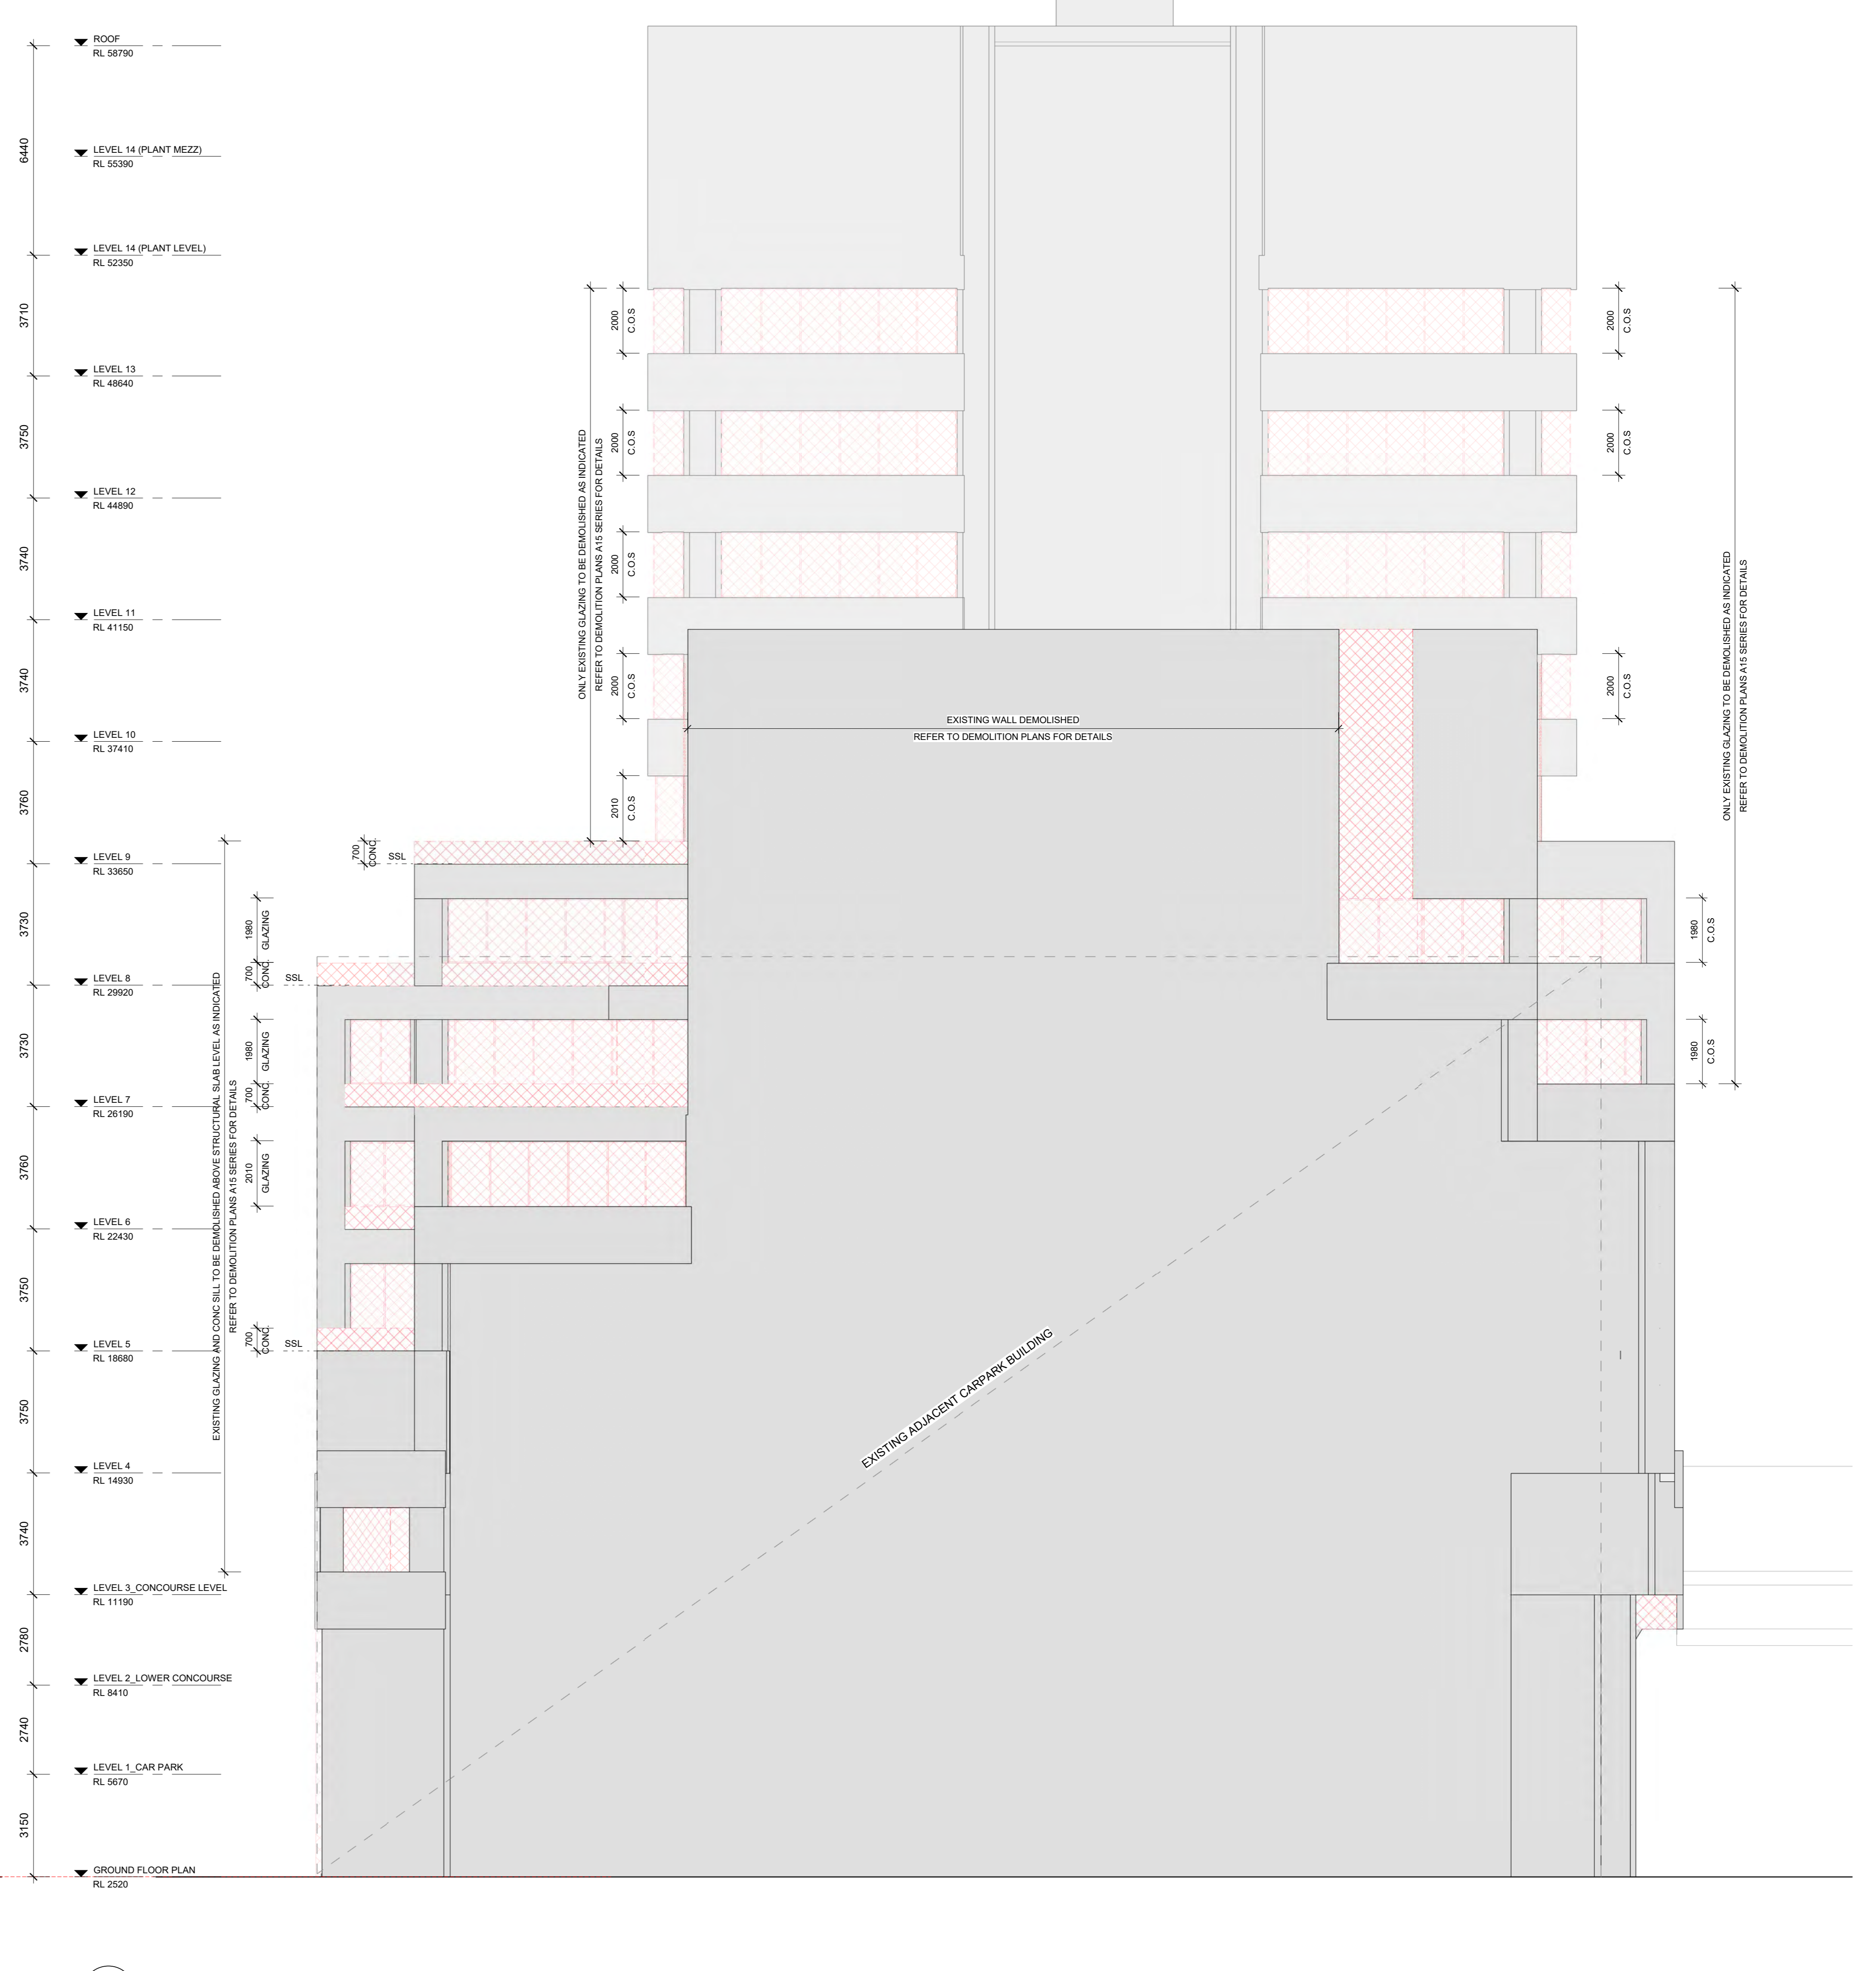 ROOF
RL 58790
6440
LEVEL 14 (PLANT MEZZ)
RL 55390
LEVEL 14 (PLANT LEVEL)
RL 52350
3710
LEVEL 13
RL 48640
3750
LEVEL 12
RL 44890
3740
LEVEL 11
RL 41150
3740
LEVEL 10
RL 37410
3760
LEVEL 9
RL 33650
3730
LEVEL 8
RL 29920
3730
LEVEL 7
RL 26190
3760
LEVEL 6
RL 22430
3750
LEVEL 5
RL 18680
3750
LEVEL 4
RL 14930
3740
LEVEL 3_CONCOURSE LEVEL
RL 11190
2780
LEVEL 2_LOWER CONCOURSE
RL 8410
2740
LEVEL 1_CAR PARK
RL 5670
3150
GROUND FLOOR PLAN
RL 2520
EXISTING GLAZING AND CONC SILL TO BE DEMOLISHED ABOVE STRUCTURAL SLAB LEVEL AS INDICATED
REFER TO DEMOLITION PLANS A15 SERIES FOR DETAILS
700
CONC.
SSL
1980
GLAZING
700
CONC.
SSL
1980
GLAZING
700
CONC.
2010
GLAZING
700
CONC.
SSL
ONLY EXISTING GLAZING TO BE DEMOLISHED AS INDICATED
REFER TO DEMOLITION PLANS A15 SERIES FOR DETAILS
2000
C.O.S
2000
C.O.S
2000
C.O.S
2000
C.O.S
2010
C.O.S
EXISTING WALL DEMOLISHED
REFER TO DEMOLITION PLANS FOR DETAILS
EXISTING ADJACENT CARPARK BUILDING
2000
C.O.S
2000
C.O.S
2000
C.O.S
1980
C.O.S
1980
C.O.S
ONLY EXISTING GLAZING TO BE DEMOLISHED AS INDICATED
REFER TO DEMOLITION PLANS A15 SERIES FOR DETAILS